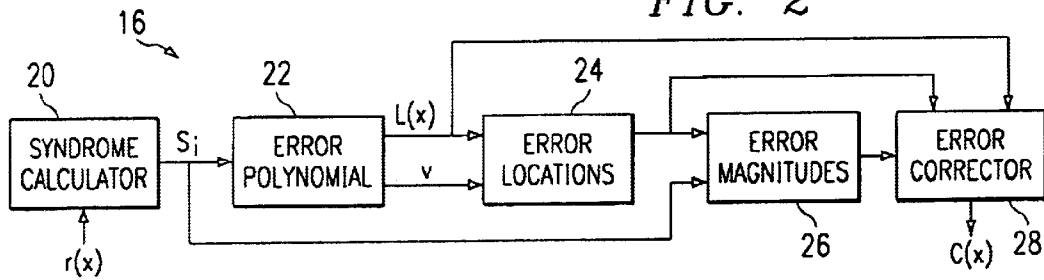 FIG. 2
16
20
22
24
L(x)
SYNDROME
CALCULATOR
Si
ERROR
POLYNOMIAL
v
ERROR
LOCATIONS
ERROR
MAGNITUDES
ERROR
CORRECTOR
r(x)
26
C(x)
28